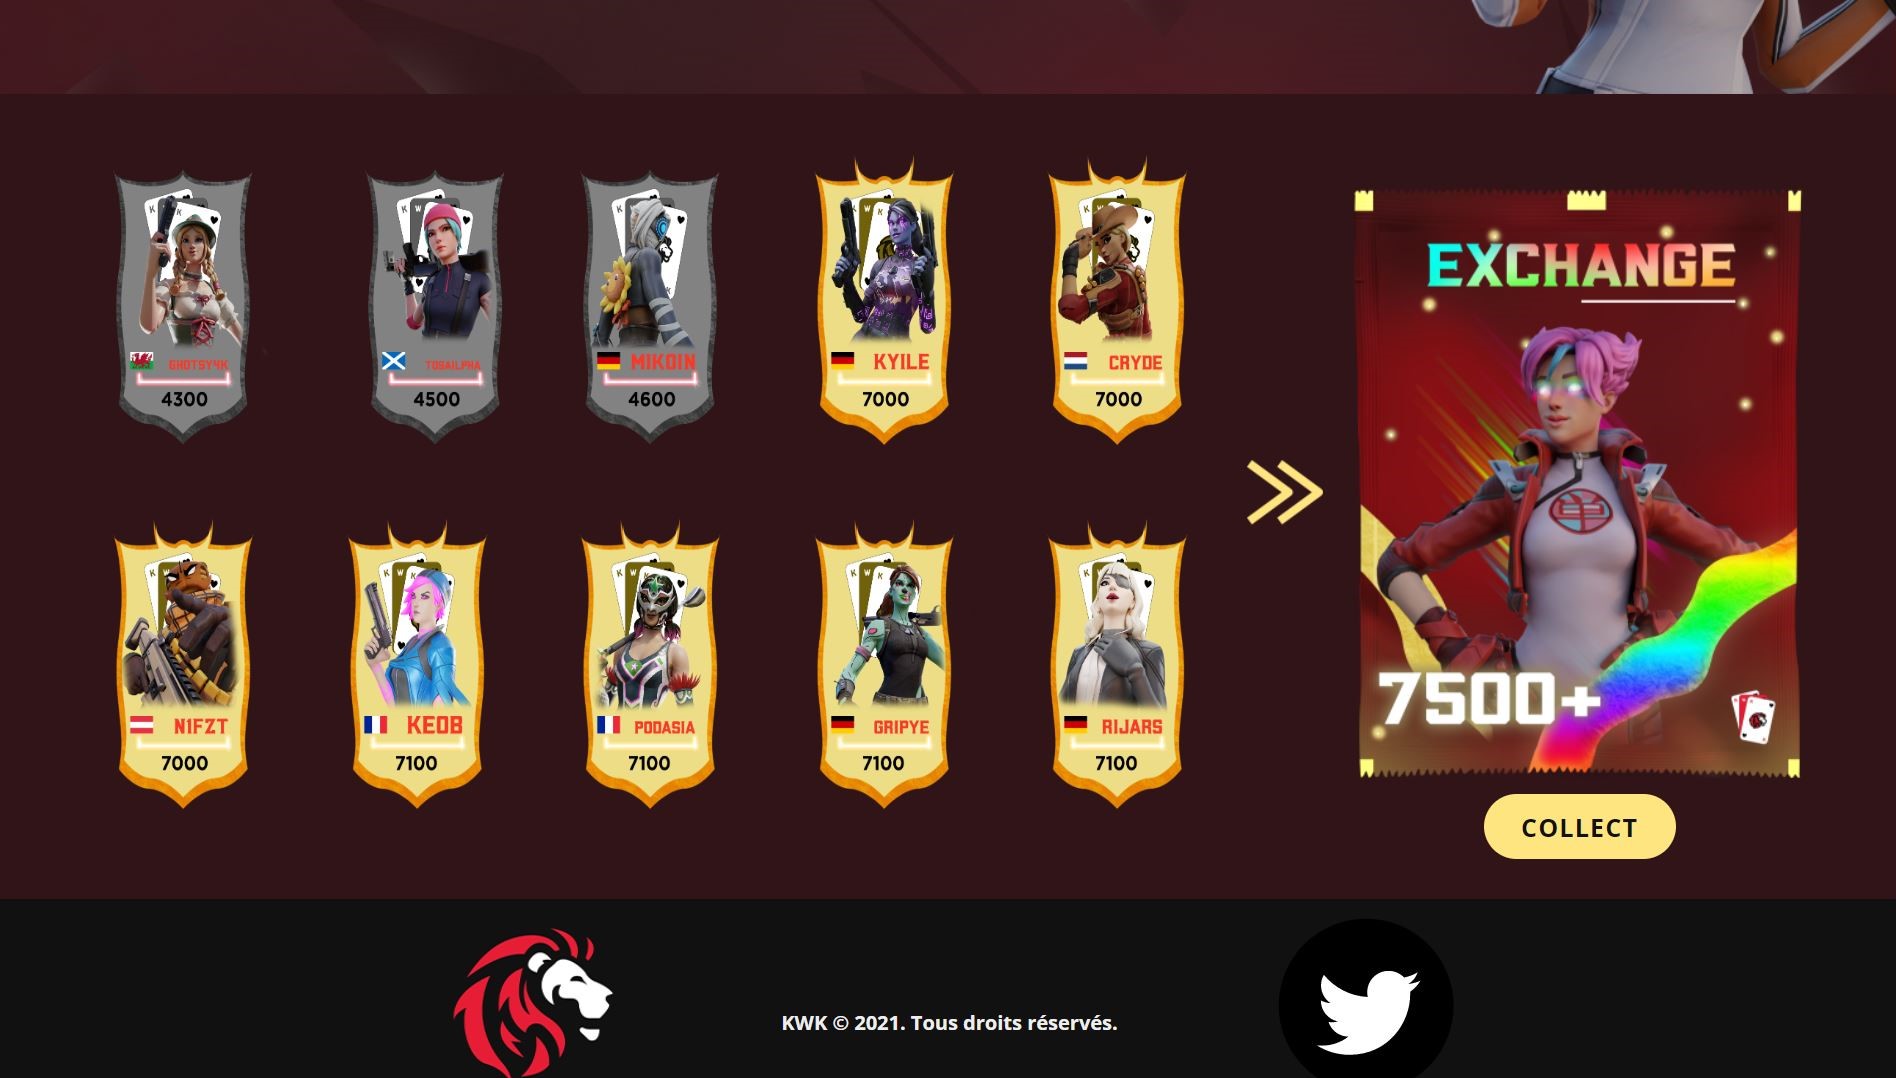 GHOTSY4K
4300
TOSAILPHA
4500
MIKOIN
4600
KYILE
7000
CRYDE
7000
EXCHANGE
7500+
N1FZT
7000
KEOB
7100
PODASIA
7100
GRIPYE
7100
RIJARS
7100
COLLECT
KWK © 2021. Tous droits réservés.